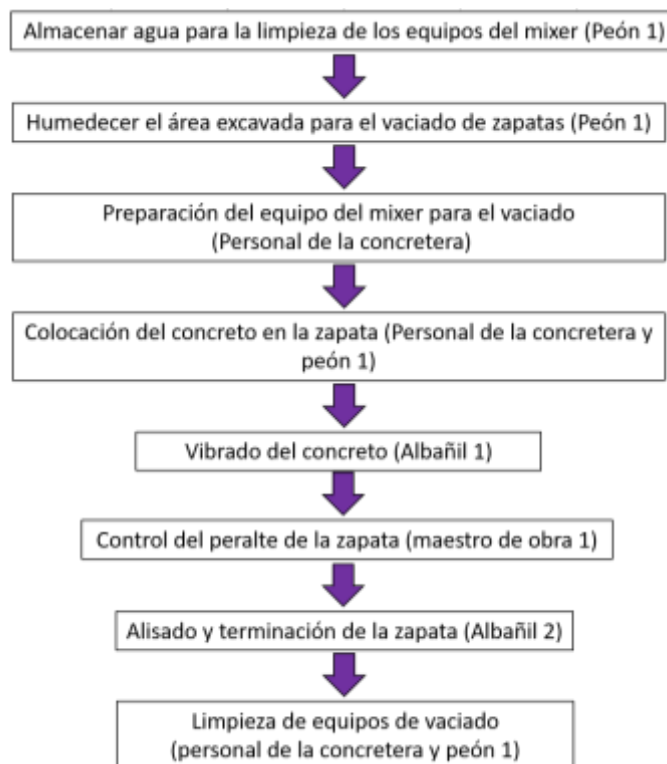 Almacenar agua para la limpieza de los equipos del mixer (Peón 1)
Humedecer el área excavada para el vaciado de zapatas (Peón 1)
Preparación del equipo del mixer para el vaciado
(Personal de la concretera)
Colocación del concreto en la zapata (Personal de la concretera y
peón 1)
Vibrado del concreto (Albañil 1)
Control del peralte de la zapata (maestro de obra 1)
Alisado y terminación de la zapata (Albañil 2)
Limpieza de equipos de vaciado
(personal de la concretera y peón 1)